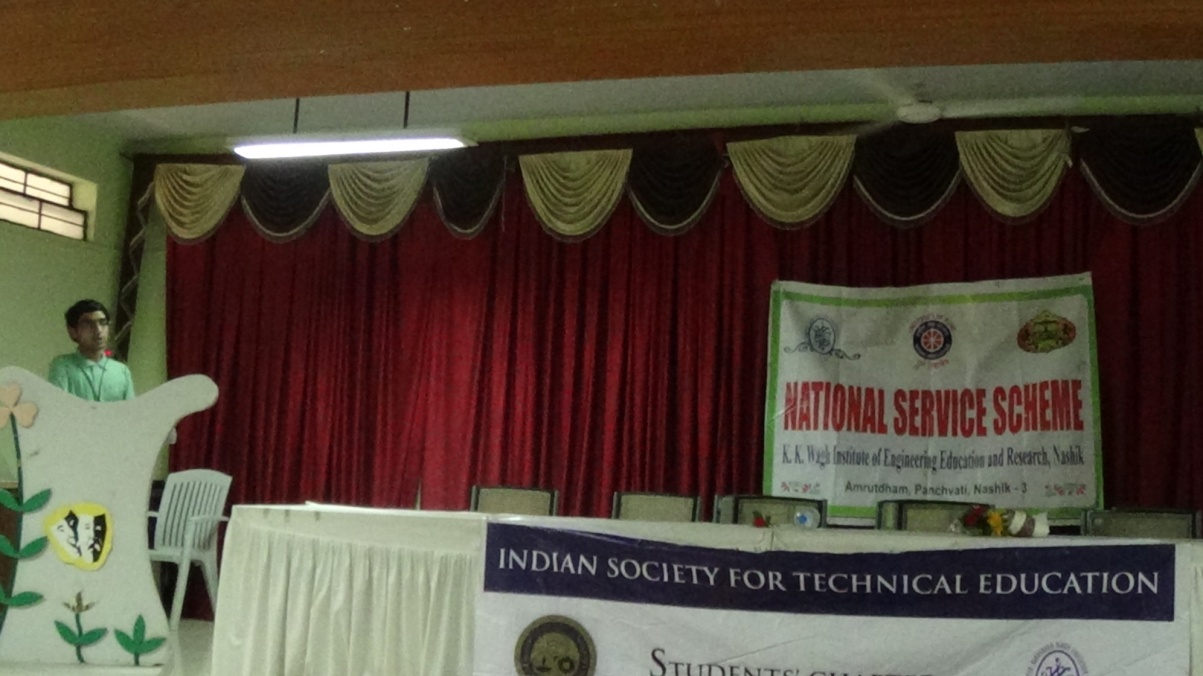 NATIONAL SERVICE SCHEME
K. K. Wagh Institute of Engineering Education and Research, Nashik
Amrutdham, Panchvati, Nashik - 3
INDIAN SOCIETY FOR TECHNICAL EDUCATION
STUDENTS'